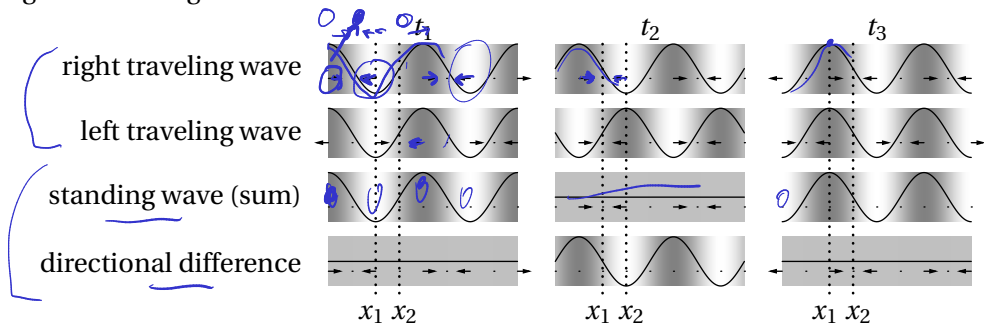 t₁ t₂ t₃
right traveling wave
left traveling wave
standing wave (sum)
directional difference
x₁ x₂ x₁ x₂ x₁ x₂